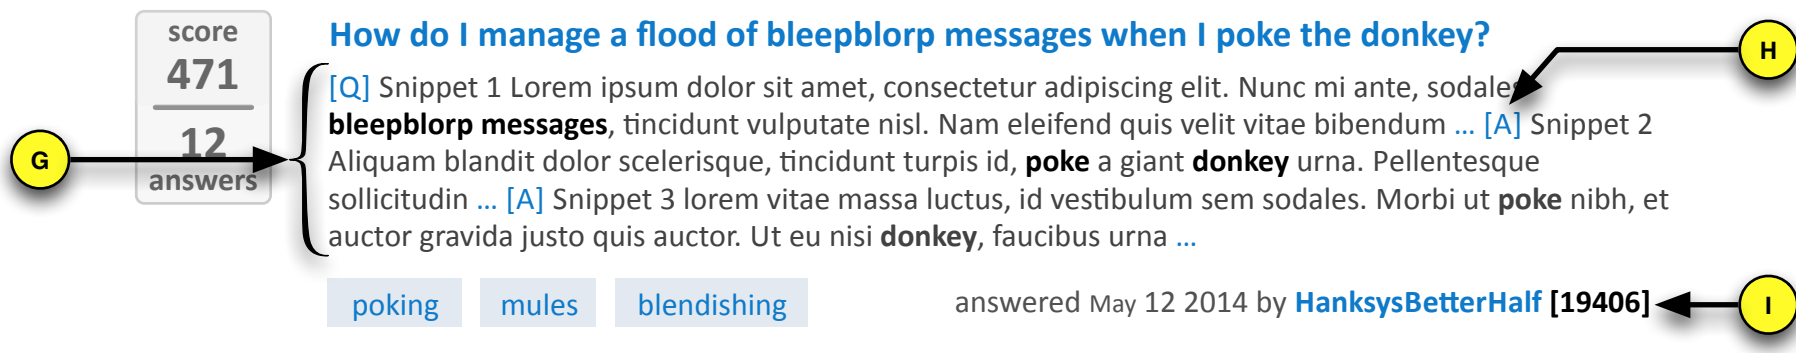 score
471
12
answers
How do I manage a flood of bleepblorp messages when I poke the donkey?
[Q] Snippet 1 Lorem ipsum dolor sit amet, consectetur adipiscing elit. Nunc mi ante, sodales
bleepblorp messages, tincidunt vulputate nisl. Nam eleifend quis velit vitae bibendum ... [A] Snippet 2
Aliquam blandit dolor scelerisque, tincidunt turpis id, poke a giant donkey urna. Pellentesque
sollicitudin ... [A] Snippet 3 lorem vitae massa luctus, id vestibulum sem sodales. Morbi ut poke nibh, et
auctor gravida justo quis auctor. Ut eu nisi donkey, faucibus urna ...
poking mules blendishing
answered May 12 2014 by HanksysBetterHalf [19406]
G
H
I